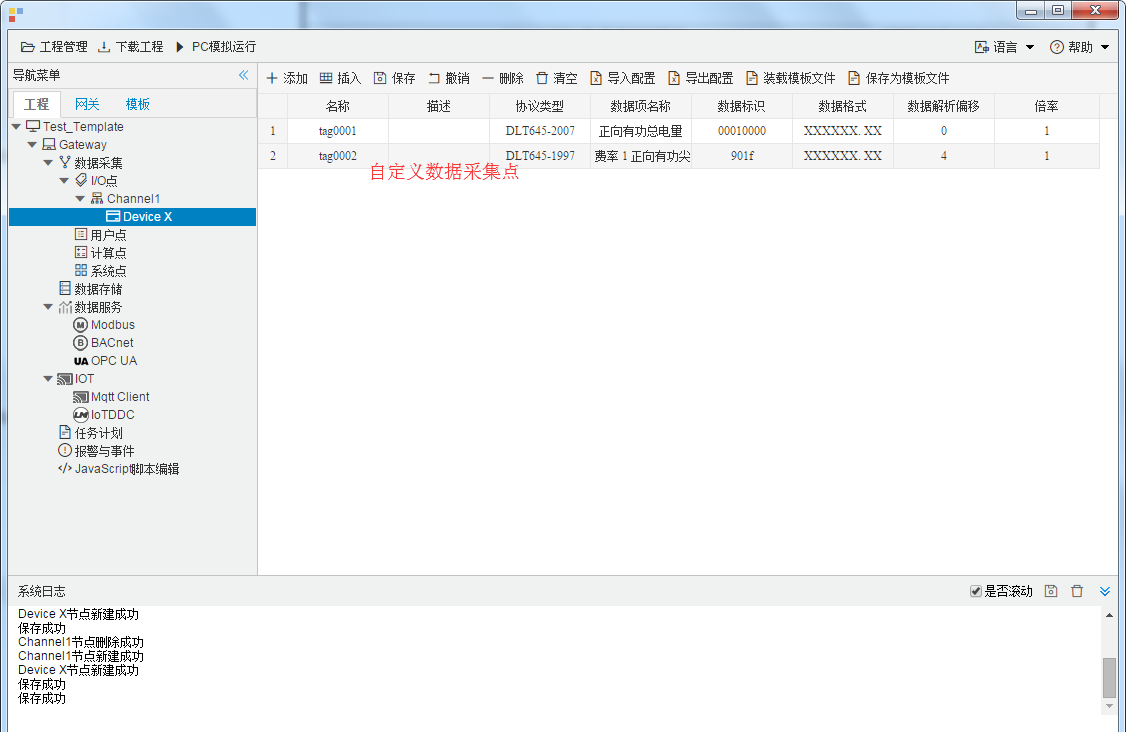 工程管理 下载工程 PC模拟运行 语言 帮助
导航菜单
添加 插入 保存 撤销 删除 清空 导入配置 导出配置 装载模板文件 保存为模板文件
工程 网关 模板
名称 描述 协议类型 数据项名称 数据标识 数据格式 数据解析偏移 倍率
1 tag0001 DLT645-2007 正向有功总电量 00010000 XXXXXX. XX 0 1
2 tag0002 DLT645-1997 费率 1 正向有功尖 901f XXXXXX. XX 4 1
自定义数据采集点
Test_Template
Gateway
数据采集
I/O点
Channel1
Device X
用户点
计算点
系统点
数据存储
数据服务
M Modbus
B BACnet
UA OPC UA
IOT
Mqtt Client
IoTDDC
任务计划
报警与事件
JavaScript脚本编辑
系统日志 是否滚动
Device X节点新建成功
保存成功
Channel1节点删除成功
Channel1节点新建成功
Device X节点新建成功
保存成功
保存成功